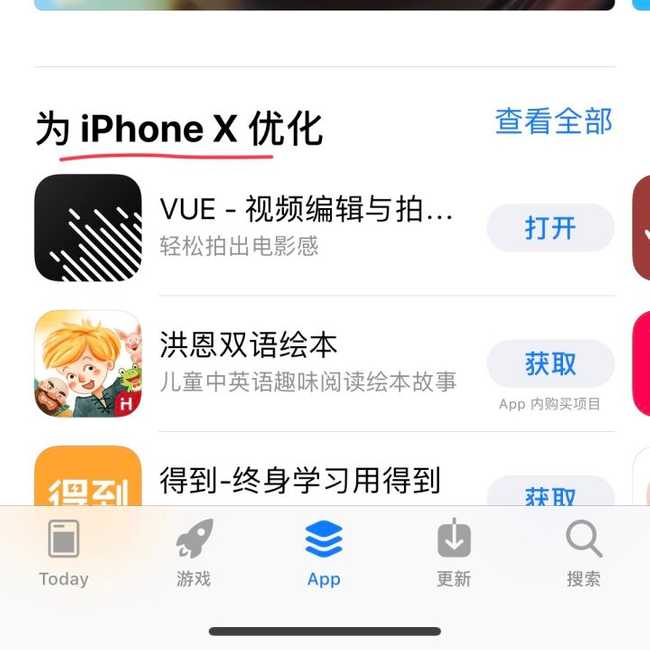 为 iPhone X 优化
查看全部
VUE - 视频编辑与拍...
轻松拍出电影感
打开
洪恩双语绘本
儿童中英语趣味阅读绘本故事
获取
App 内购买项目
H
得到
得到-终身学习用得到
获取
Today
游戏
App
更新
搜索